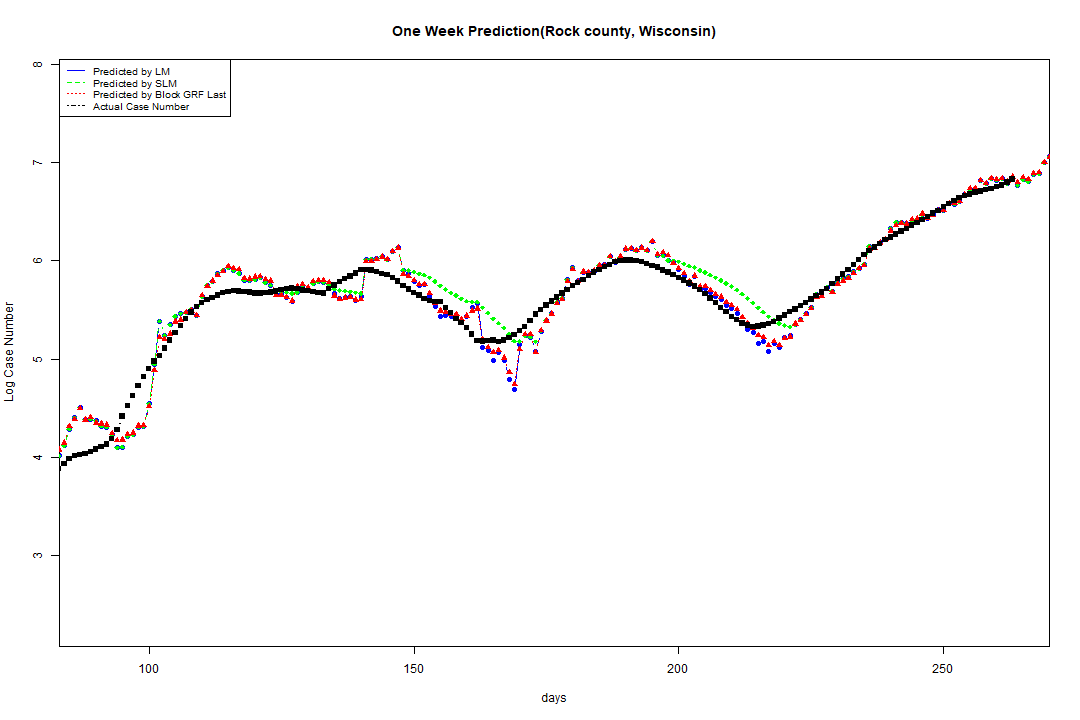 One Week Prediction(Rock county, Wisconsin)
Predicted by LM
Predicted by SLM
Predicted by Block GRF Last
Actual Case Number
8
7
6
5
4
3
Log Case Number
100
150
200
250
days